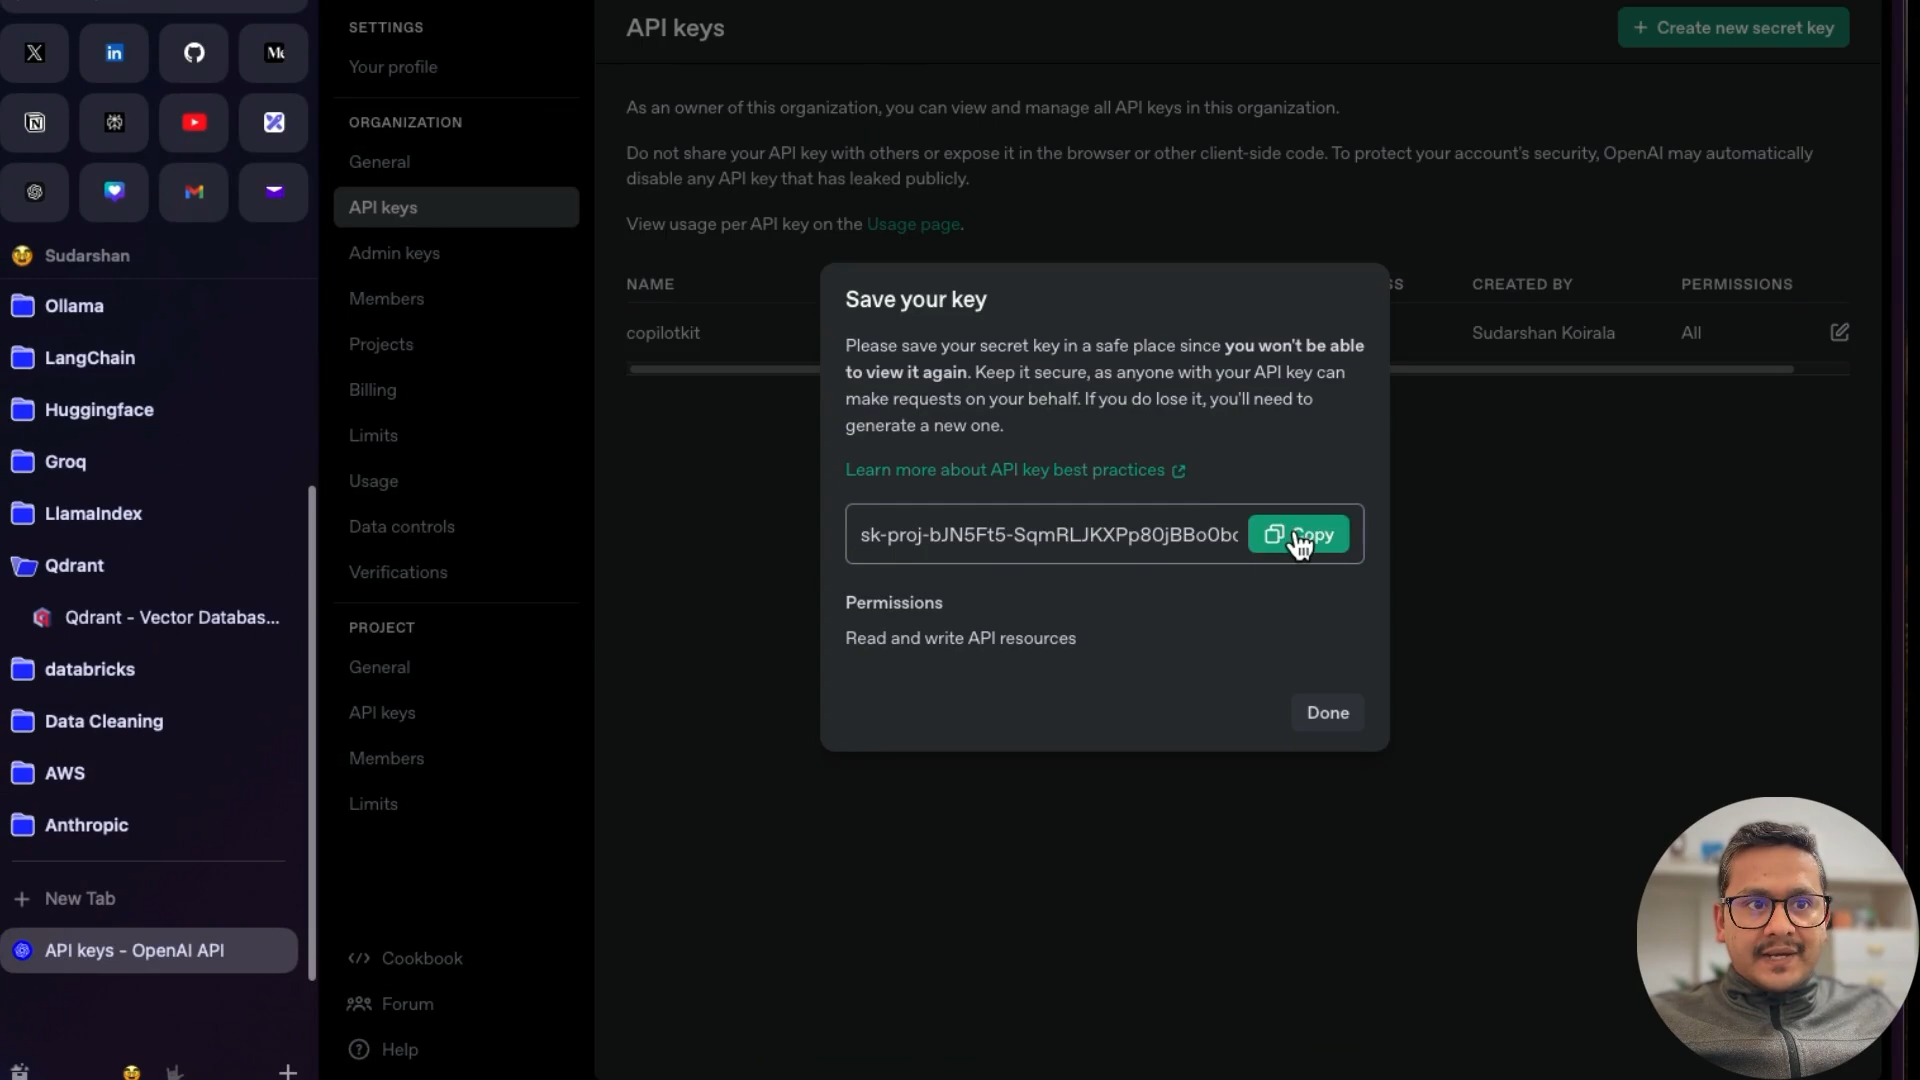 X
in
M
N
Sudarshan
Ollama
LangChain
Huggingface
Groq
LlamaIndex
Qdrant
Qdrant - Vector Databas...
databricks
Data Cleaning
AWS
Anthropic
+ New Tab
API keys - OpenAI API
SETTINGS
Your profile
ORGANIZATION
General
API keys
Admin keys
Members
Projects
Billing
Limits
Usage
Data controls
Verifications
PROJECT
General
API keys
Members
Limits
Cookbook
Forum
Help
API keys
+ Create new secret key
As an owner of this organization, you can view and manage all API keys in this organization.
Do not share your API key with others or expose it in the browser or other client-side code. To protect your account's security, OpenAI may automatically
disable any API key that has leaked publicly.
View usage per API key on the Usage page.
NAME CREATED BY PERMISSIONS
copilotkit Sudarshan Koirala All
Save your key
Please save your secret key in a safe place since you won't be able
to view it again. Keep it secure, as anyone with your API key can
make requests on your behalf. If you do lose it, you'll need to
generate a new one.
Learn more about API key best practices
sk-proj-bJN5Ft5-SqmRLJKXPp80jBBo0b
Permissions
Read and write API resources
Done